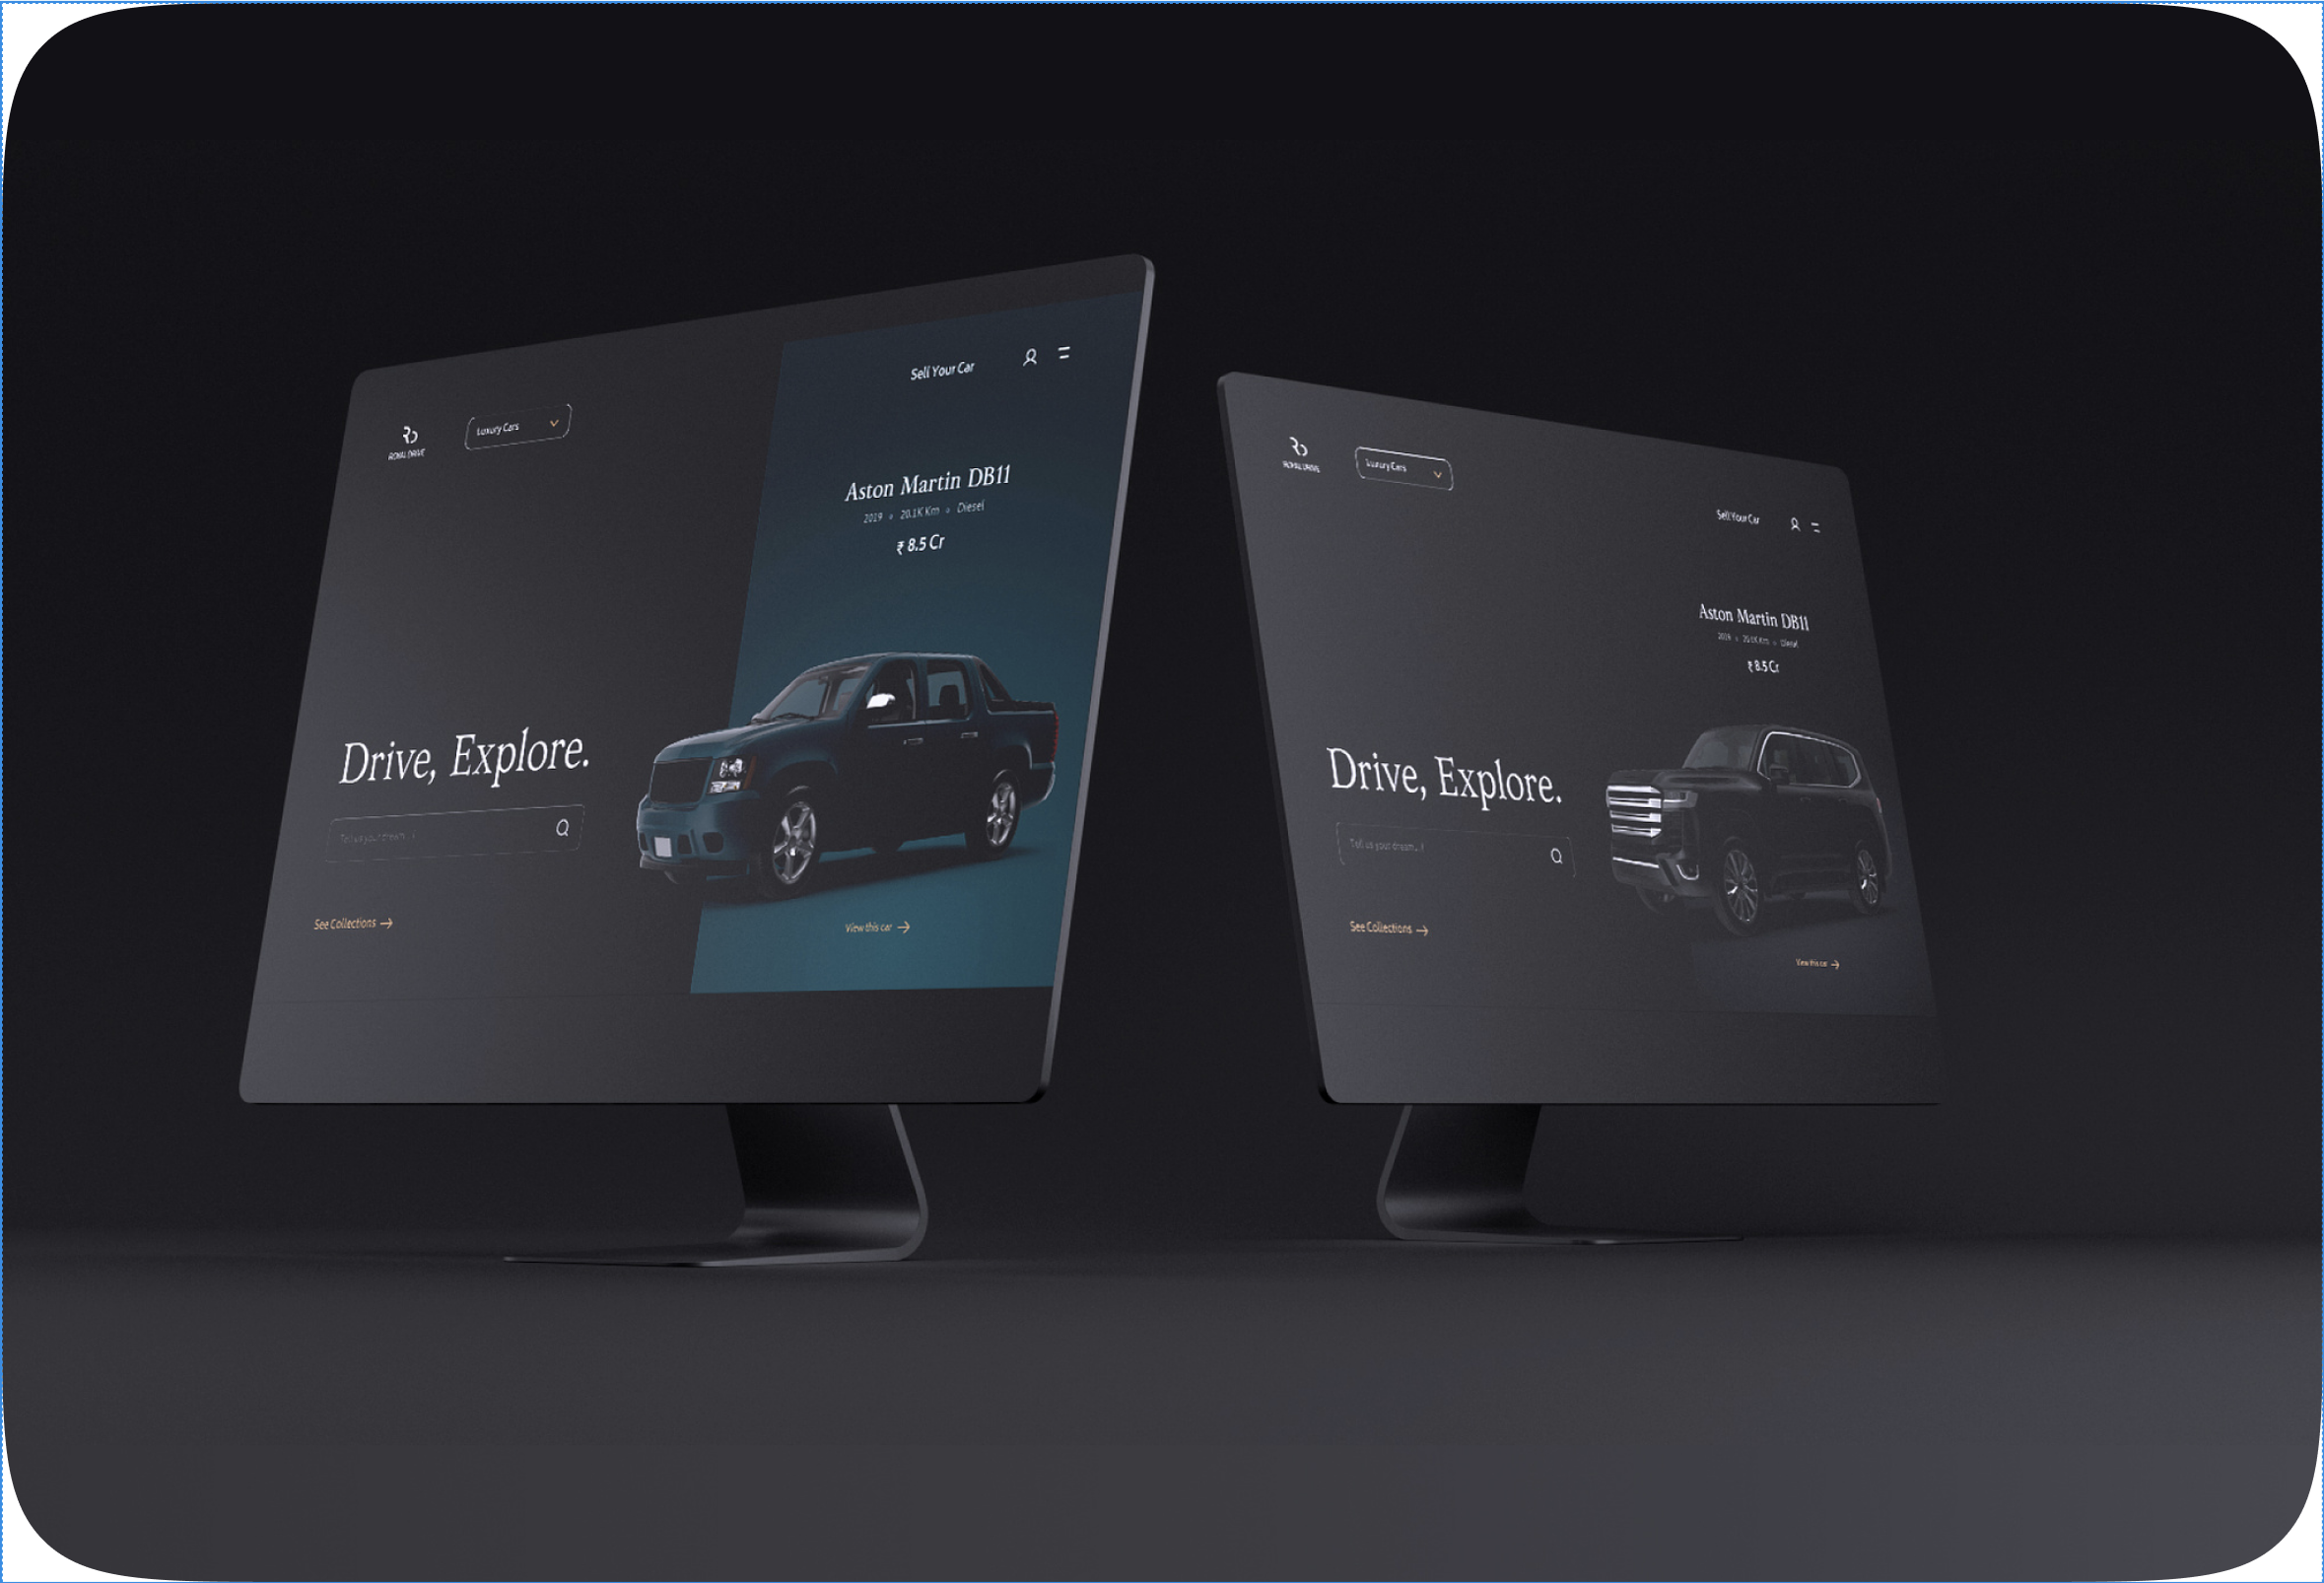 ROYAL DRIVE
Luxury Cars
Sell Your Car
Aston Martin DB11
2019 • 20.1K Km • Diesel
₹ 8.5 Cr
Drive, Explore.
Tell us your dream...!
See Collections →
View this car →
ROYAL DRIVE
Luxury Cars
Sell Your Car
Aston Martin DB11
2019 • 20.1K Km • Diesel
₹ 8.5 Cr
Drive, Explore.
Tell us your dream...!
See Collections →
View this car →